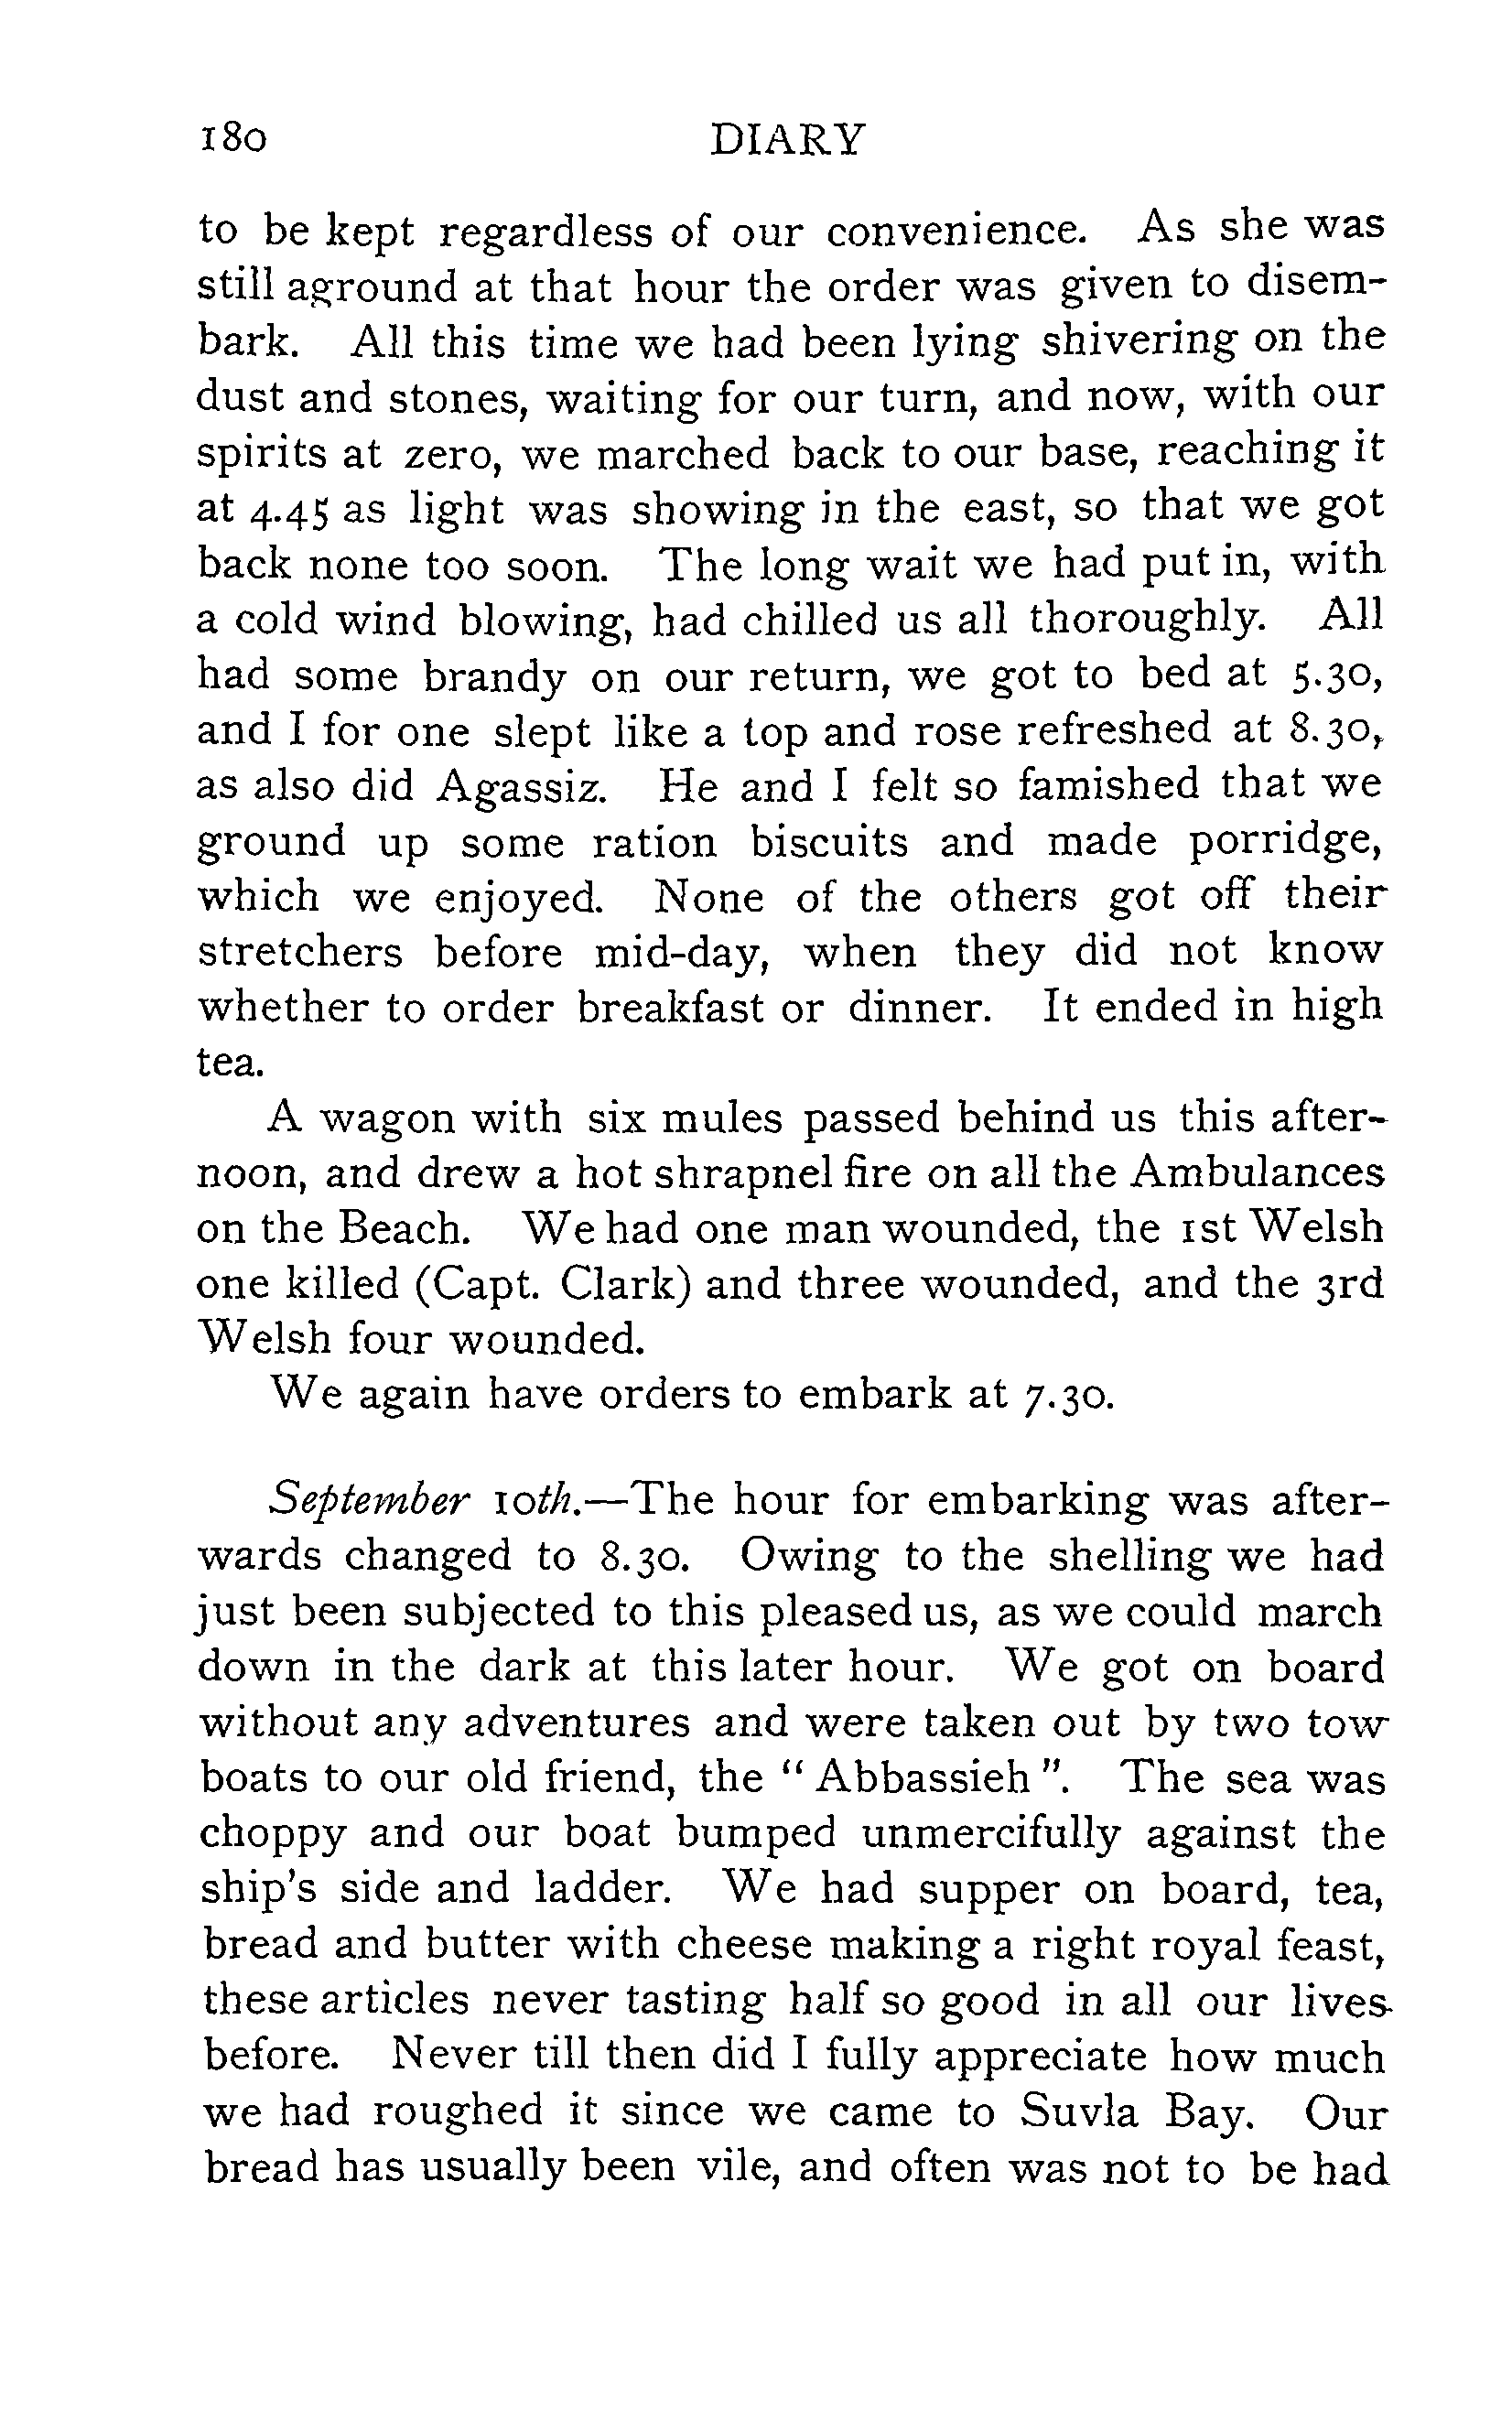 180 DIARY
to be kept regardless of our convenience. As she was
still aground at that hour the order was given to disem-
bark. All this time we had been lying shivering on the
dust and stones, waiting for our turn, and now, with our
spirits at zero, we marched back to our base, reaching it
at 4.45 as light was showing in the east, so that we got
back none too soon. The long wait we had put in, with
a cold wind blowing, had chilled us all thoroughly. All
had some brandy on our return, we got to bed at 5.30,
and I for one slept like a top and rose refreshed at 8.30,
as also did Agassiz. He and I felt so famished that we
ground up some ration biscuits and made porridge,
which we enjoyed. None of the others got off their
stretchers before mid-day, when they did not know
whether to order breakfast or dinner. It ended in high
tea.
A wagon with six mules passed behind us this after-
noon, and drew a hot shrapnel fire on all the Ambulances
on the Beach. We had one man wounded, the 1st Welsh
one killed (Capt. Clark) and three wounded, and the 3rd
Welsh four wounded.
We again have orders to embark at 7.30.
September 10th.—The hour for embarking was after-
wards changed to 8.30. Owing to the shelling we had
just been subjected to this pleased us, as we could march
down in the dark at this later hour. We got on board
without any adventures and were taken out by two tow
boats to our old friend, the “ Abbassieh ”. The sea was
choppy and our boat bumped unmercifully against the
ship's side and ladder. We had supper on board, tea,
bread and butter with cheese making a right royal feast,
these articles never tasting half so good in all our lives
before. Never till then did I fully appreciate how much
we had roughed it since we came to Suvla Bay. Our
bread has usually been vile, and often was not to be had